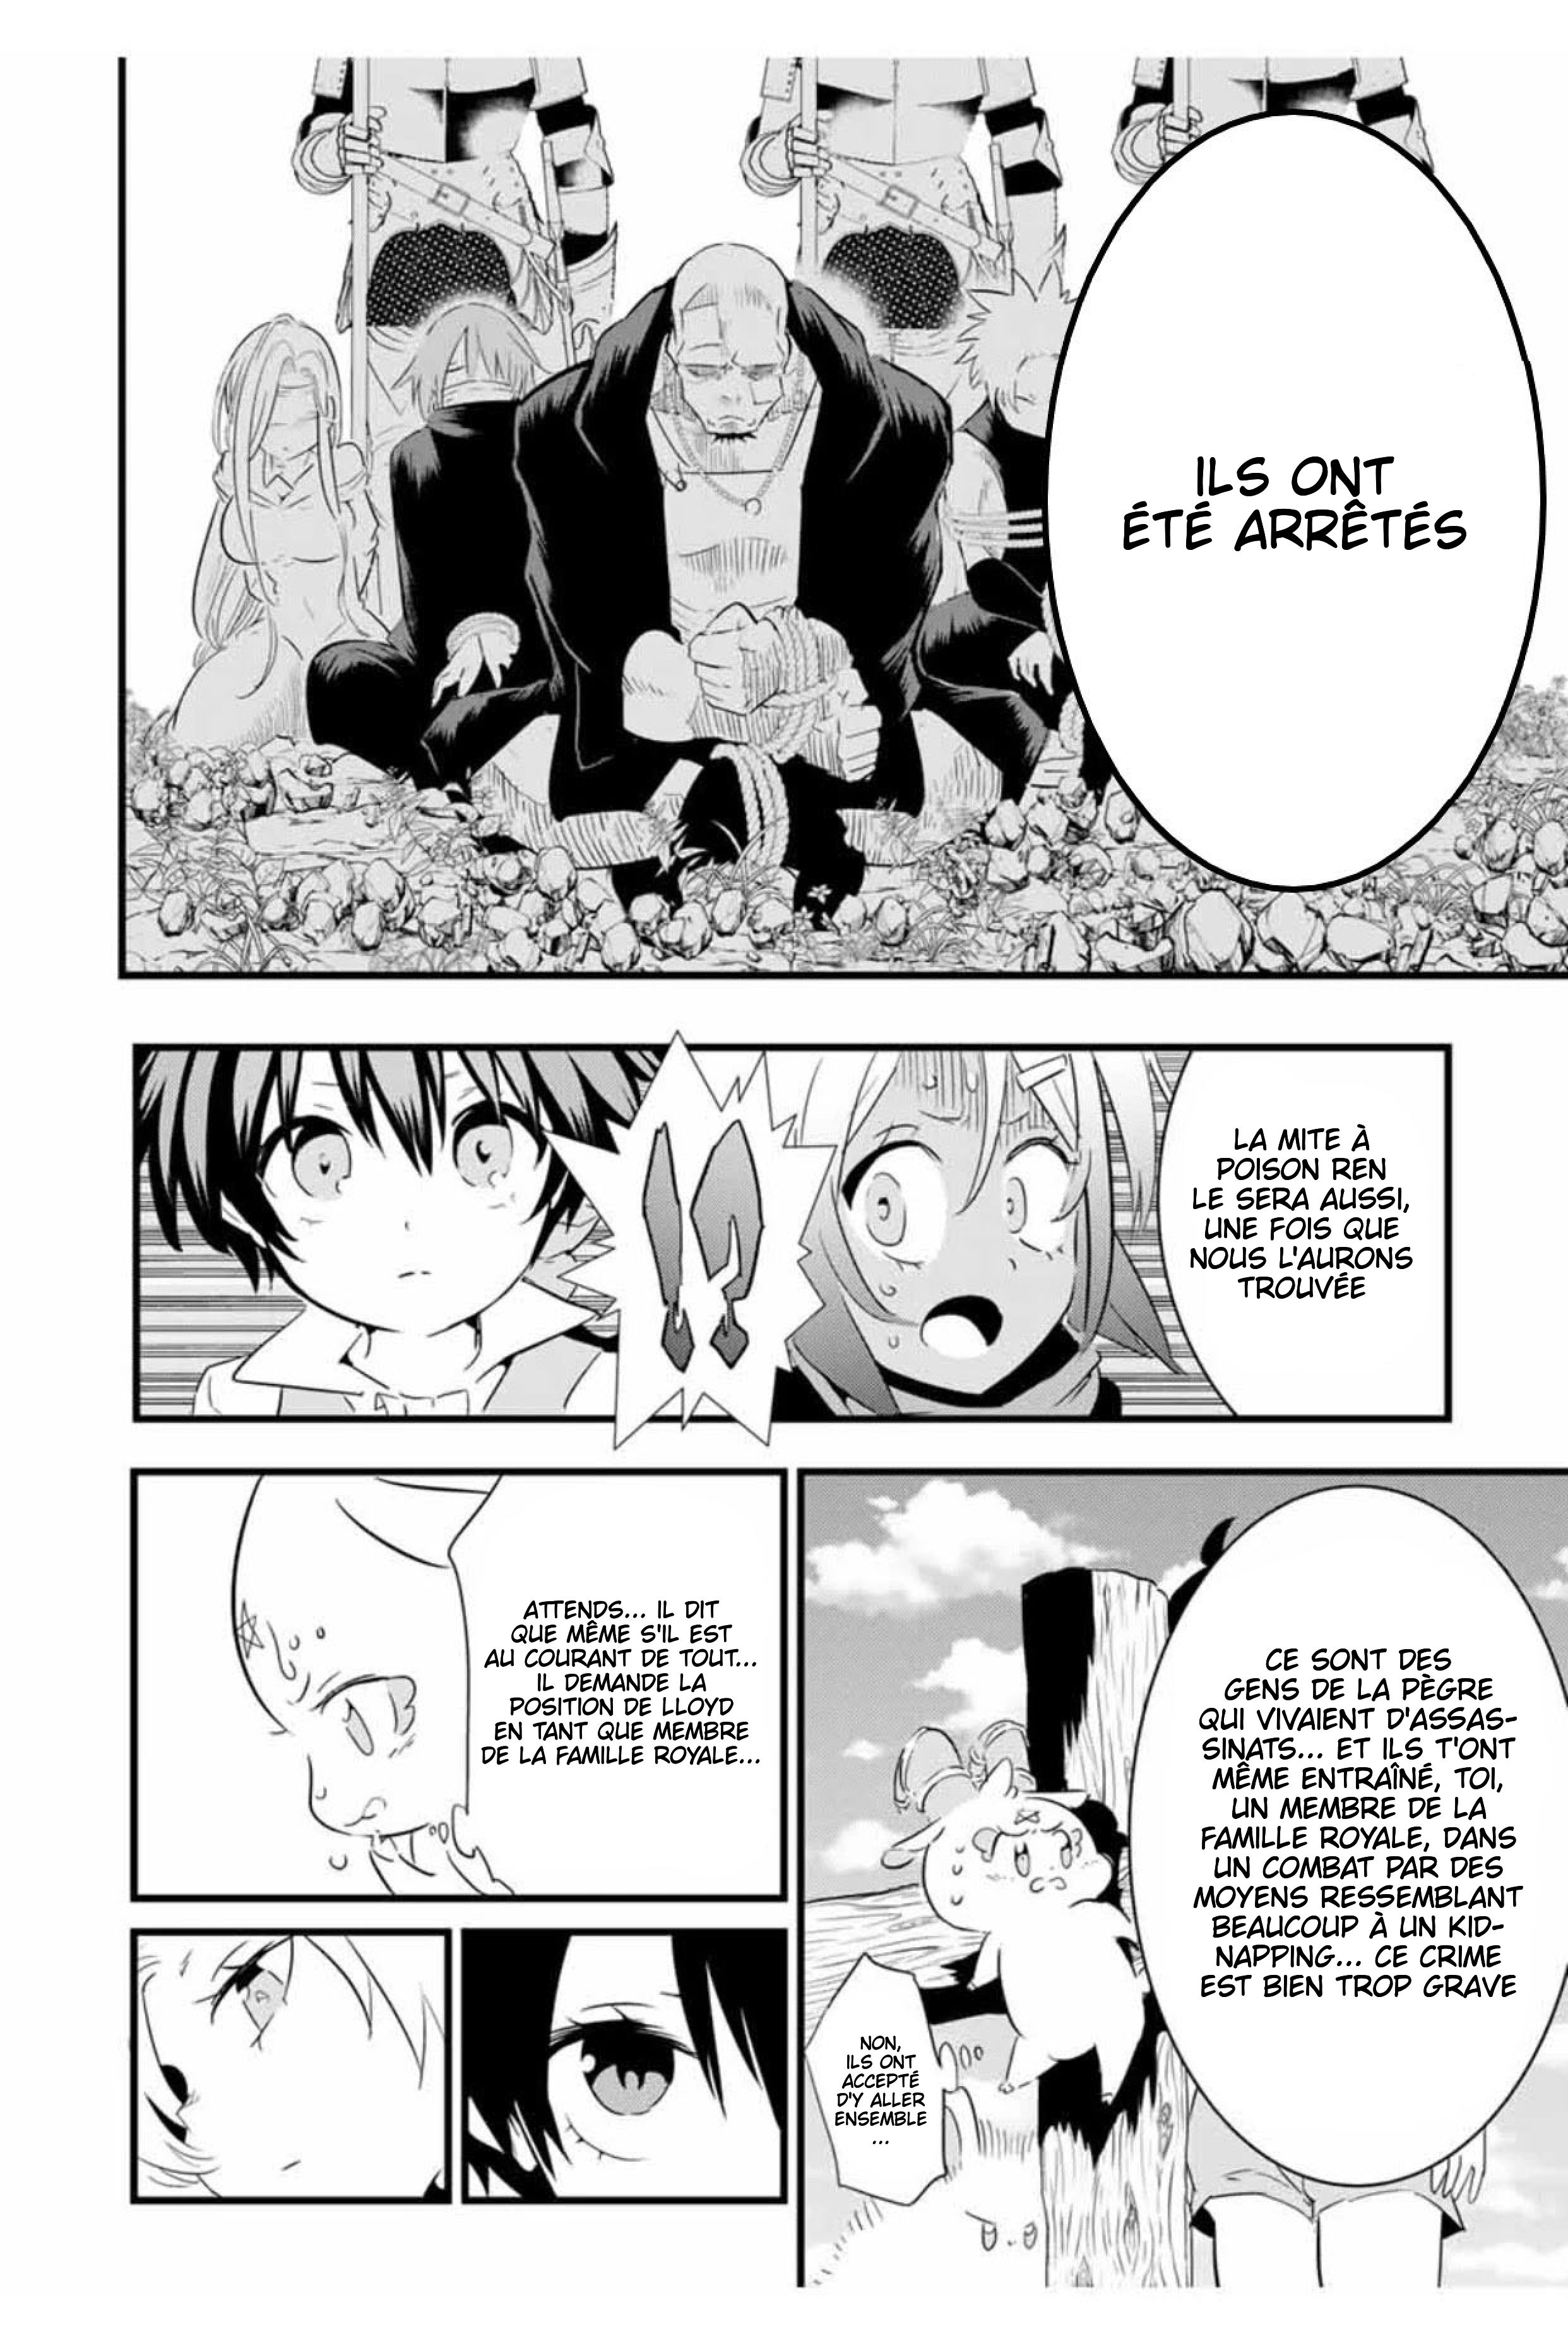 ILS ONT
ÉTÉ ARRÊTÉS
LA MITE À
POISON REN
LE SERA AUSSI,
UNE FOIS QUE
NOUS L'AURONS
TROUVÉE
!!
CE SONT DES
GENS DE LA PÈGRE
QUI VIVAIENT D'ASSAS-
SINATS... ET ILS T'ONT
MÊME ENTRAÎNÉ, TOI,
UN MEMBRE DE LA
FAMILLE ROYALE, DANS
UN COMBAT PAR DES
MOYENS RESSEMBLANT
BEAUCOUP À UN KID-
NAPPING... CE CRIME
EST BIEN TROP GRAVE
NON,
ILS ONT
ACCEPTÉ
D'Y ALLER
ENSEMBLE
...
ATTENDS... IL DIT
QUE MÊME S'IL EST
AU COURANT DE TOUT...
IL DEMANDE LA
POSITION DE LLOYD
EN TANT QUE MEMBRE
DE LA FAMILLE ROYALE...